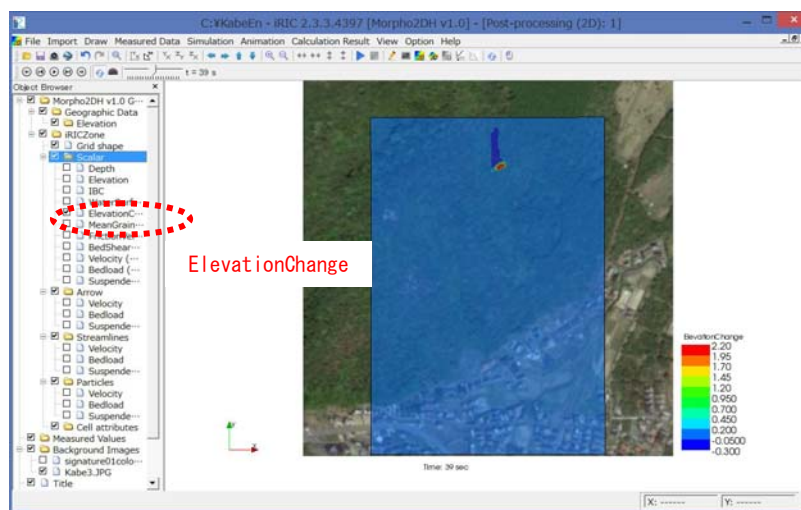 C:¥KabeEn - iRIC 2.3.3.4397 [Morpho2DH v1.0] - [Post-processing (2D): 1]
File Import Draw Measured Data Simulation Animation Calculation Result View Option Help
t = 39 s
Object Browser
Morpho2DH v1.0 G···
Geographic Data
Elevation
iRICZone
Grid shape
Scalar
Depth
Elevation
IBC
ElevationC···
MeanGrain···
BedShear···
Velocity (···
Bedload (···
Suspende···
Arrow
Velocity
Bedload
Suspende···
Streamlines
Velocity
Bedload
Suspende···
Particles
Velocity
Bedload
Suspende···
Cell attributes
Measured Values
Background Images
signature01colo···
Kabe3.JPG
Title
ElevationChange
ElevationChange
2.20
1.95
1.70
1.45
1.20
0.950
0.700
0.450
0.200
-0.0500
-0.300
y
x
Time: 39 sec
X: ------
Y: ------